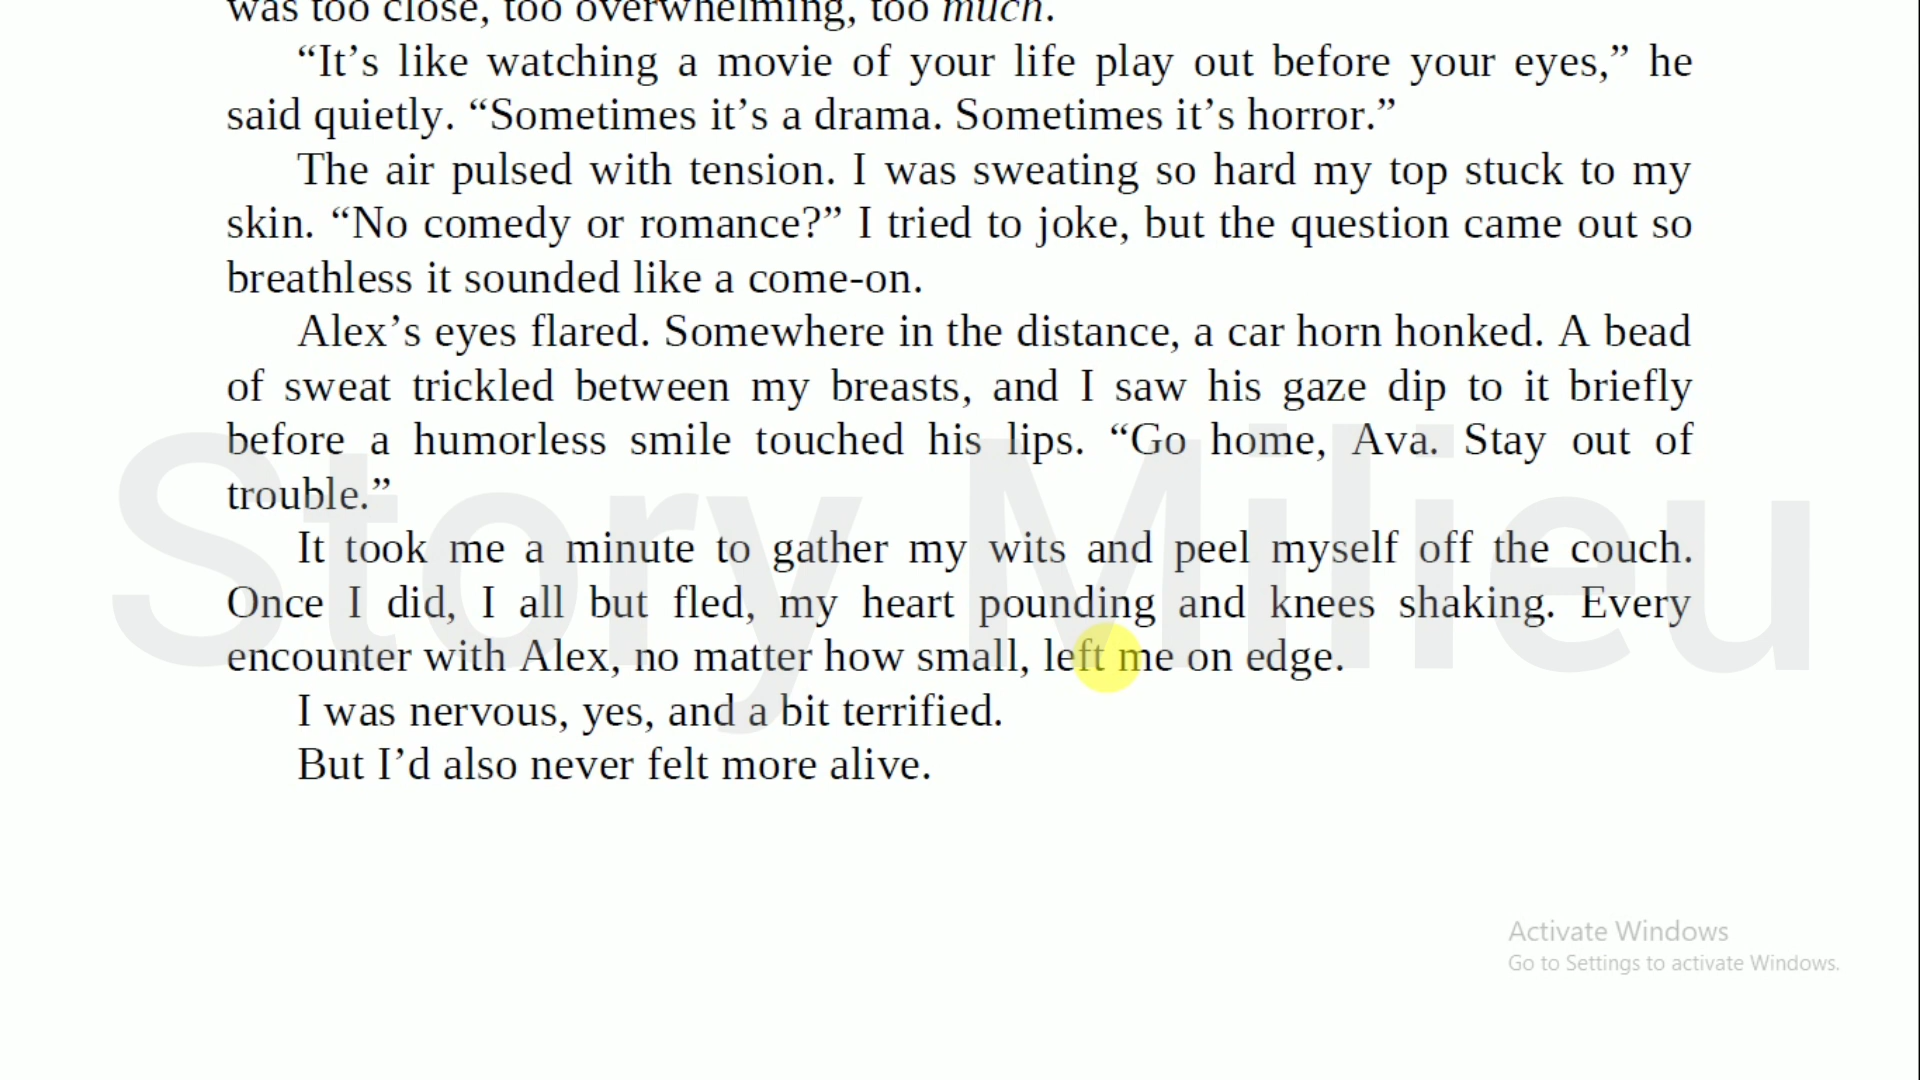 was too close, too overwhelming, too much.
“It’s like watching a movie of your life play out before your eyes,” he
said quietly. “Sometimes it’s a drama. Sometimes it’s horror.”
The air pulsed with tension. I was sweating so hard my top stuck to my
skin. “No comedy or romance?” I tried to joke, but the question came out so
breathless it sounded like a come-on.
Alex’s eyes flared. Somewhere in the distance, a car horn honked. A bead
of sweat trickled between my breasts, and I saw his gaze dip to it briefly
before a humorless smile touched his lips. “Go home, Ava. Stay out of
trouble.”
It took me a minute to gather my wits and peel myself off the couch.
Once I did, I all but fled, my heart pounding and knees shaking. Every
encounter with Alex, no matter how small, left me on edge.
I was nervous, yes, and a bit terrified.
But I’d also never felt more alive.
Story Milieu
Activate Windows
Go to Settings to activate Windows.